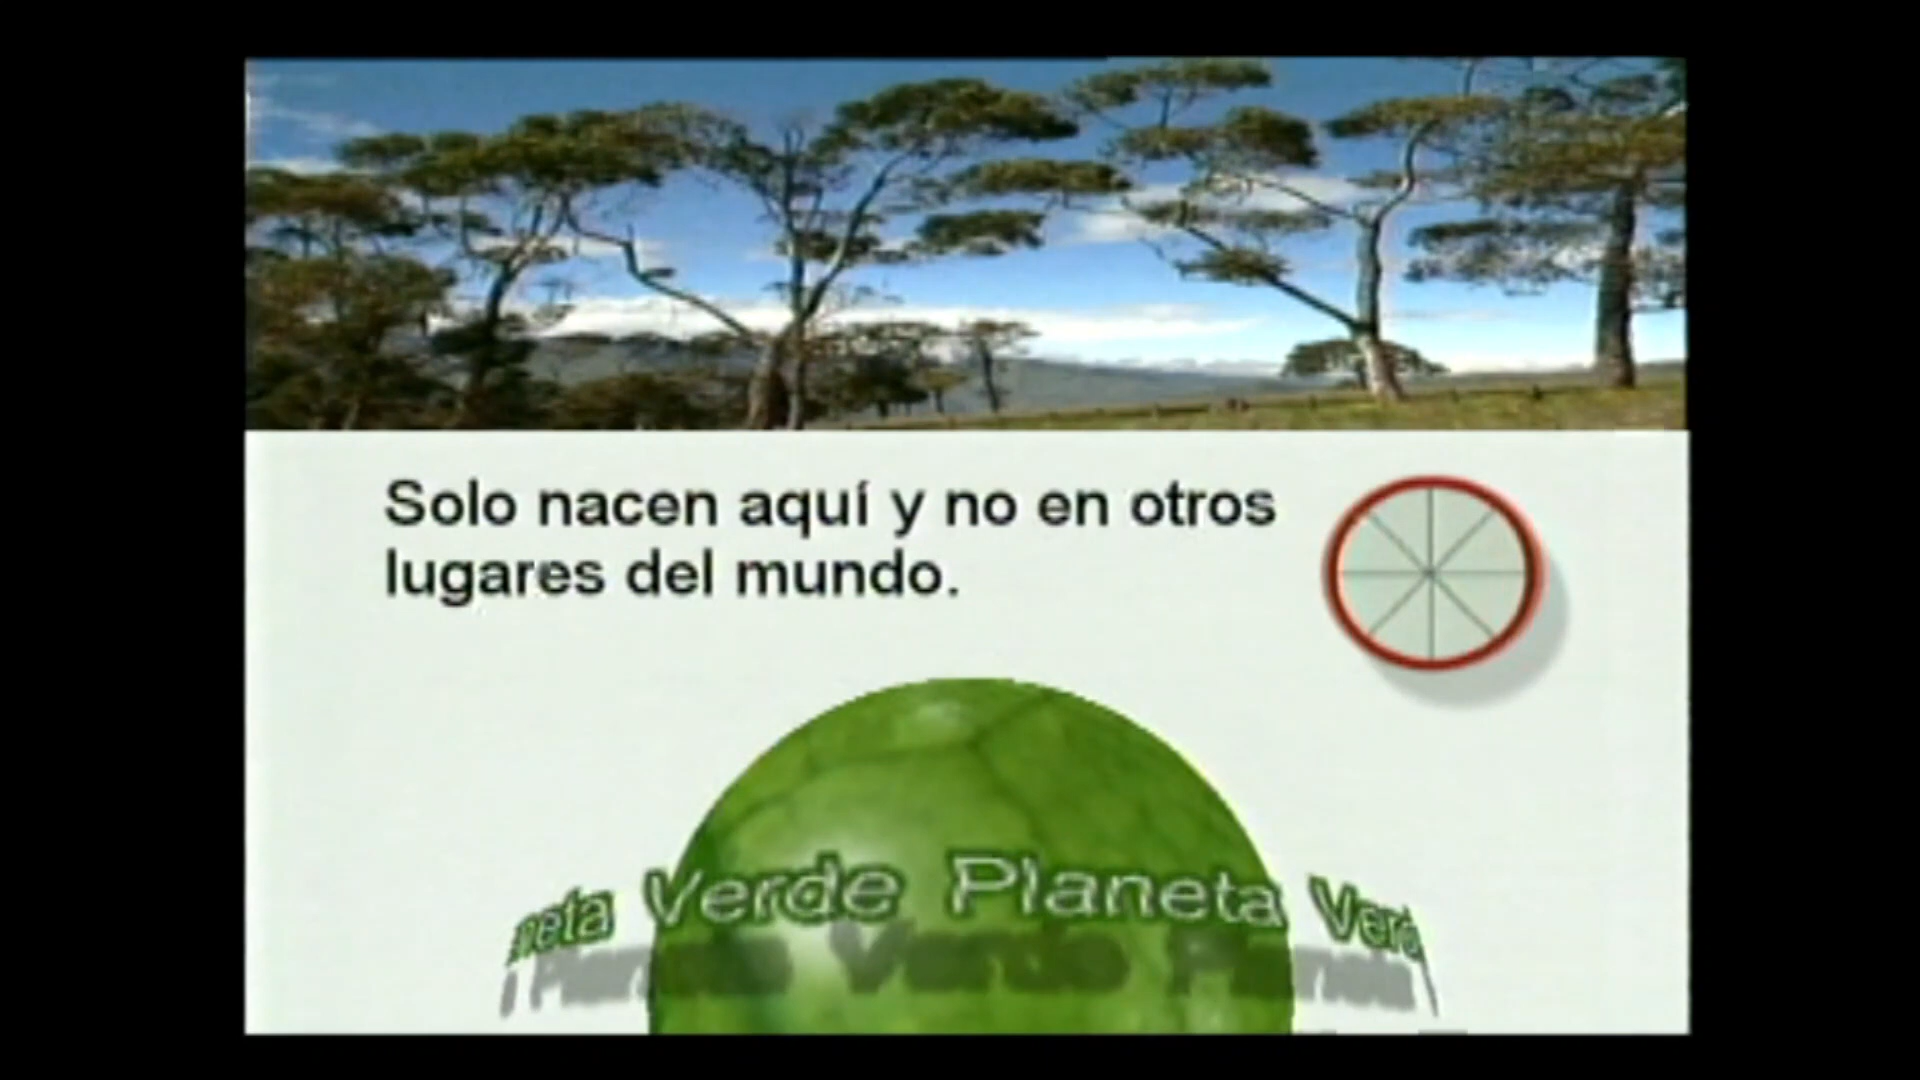 Solo nacen aquí y no en otros
lugares del mundo.
Verde Planeta